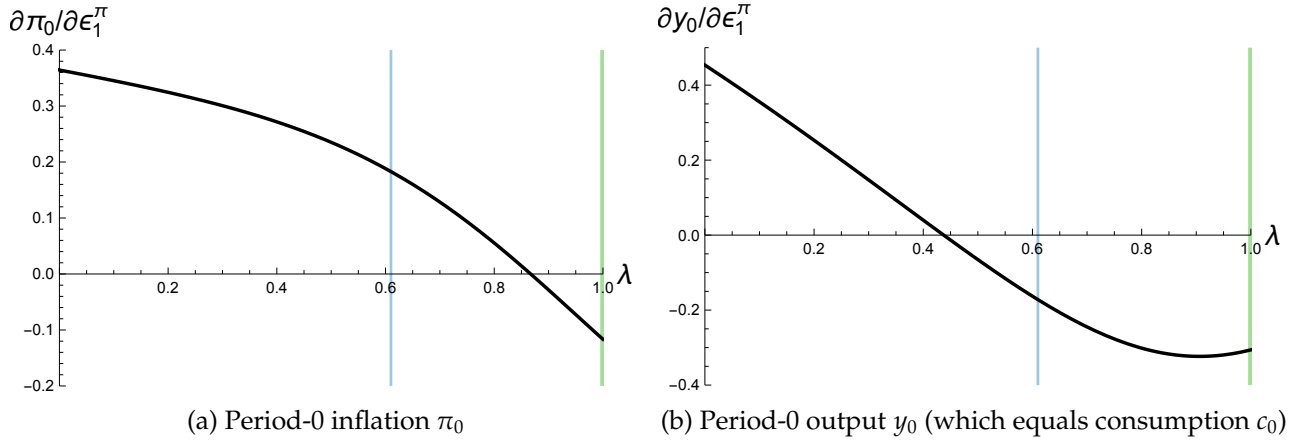 ∂π₀/∂ϵ₁^π
0.4
0.3
0.2
0.1
0.0
−0.1
−0.2
0.2 0.4 0.6 0.8 1.0 λ
(a) Period-0 inflation π₀
∂y₀/∂ϵ₁^π
0.4
0.2
0.0
−0.2
−0.4
0.2 0.4 0.6 0.8 1.0 λ
(b) Period-0 output y₀ (which equals consumption c₀)